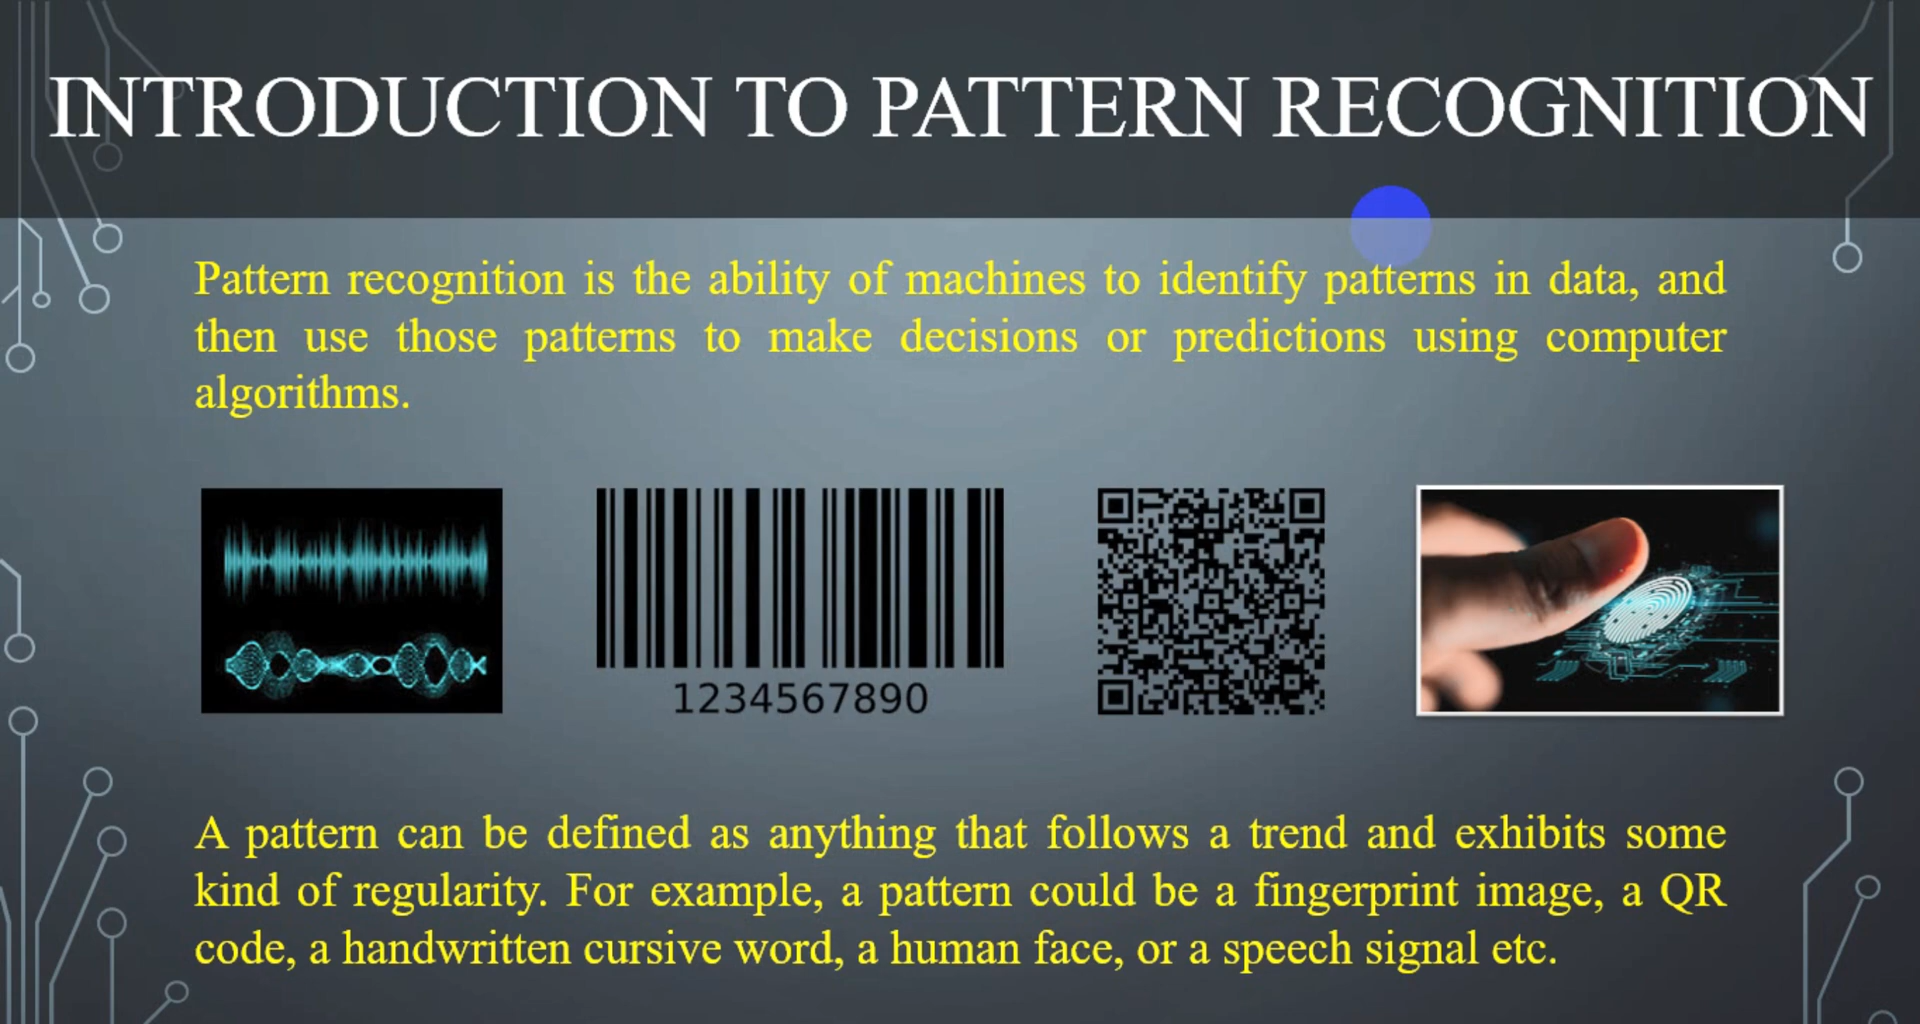 INTRODUCTION TO PATTERN RECOGNITION
Pattern recognition is the ability of machines to identify patterns in data, and
then use those patterns to make decisions or predictions using computer
algorithms.
1234567890
A pattern can be defined as anything that follows a trend and exhibits some
kind of regularity. For example, a pattern could be a fingerprint image, a QR
code, a handwritten cursive word, a human face, or a speech signal etc.